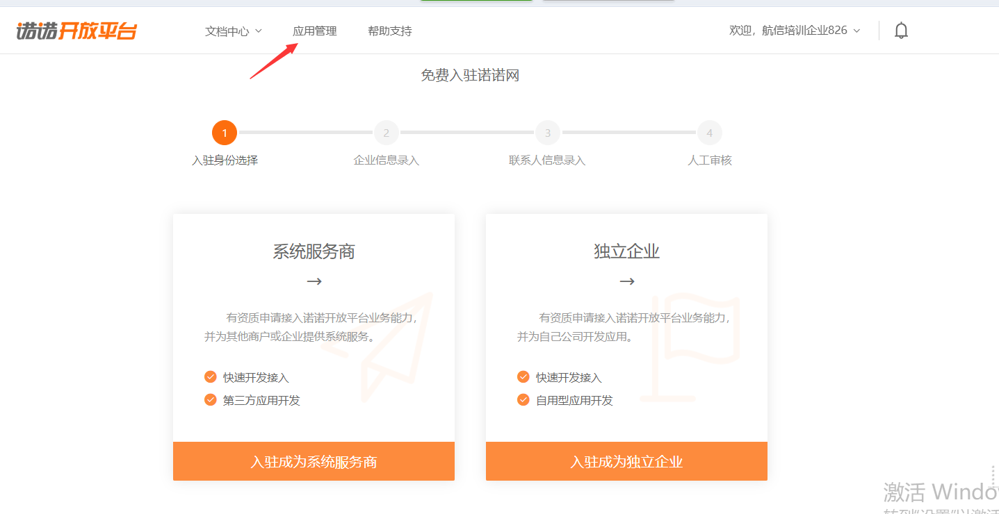 诺诺开放平台 文档中心 应用管理 帮助支持 欢迎，航信培训企业826
免费入驻诺诺网
1 2 3 4
入驻身份选择 企业信息录入 联系人信息录入 人工审核
系统服务商
→
有资质申请接入诺诺开放平台业务能力，
并为其他商户或企业提供系统服务。
快速开发接入
第三方应用开发
入驻成为系统服务商
独立企业
→
有资质申请接入诺诺开放平台业务能力，
并为自己公司开发应用。
快速开发接入
自用型应用开发
入驻成为独立企业
激活 Windo
转到"设置"以激活